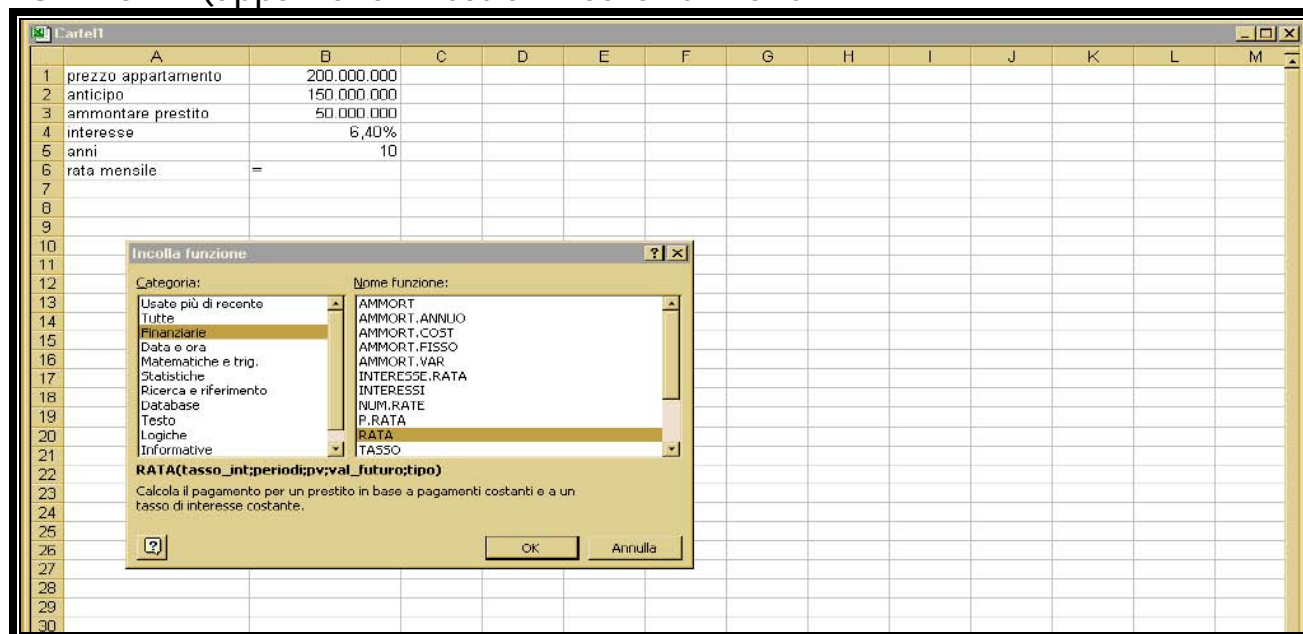 Cartel1
A B C D E F G H I J K L M
1 prezzo appartamento 200.000.000
2 anticipo 150.000.000
3 ammontare prestito 50.000.000
4 interesse 6,40%
5 anni 10
6 rata mensile =
7
8
9
10
11
12
13
14
15
16
17
18
19
20
21
22
23
24
25
26
27
28
29
30
Incolla funzione
Categoria: Nome funzione:
Usate più di recente AMMORT
Tutte AMMORT.ANNUO
Finanziarie AMMORT.COST
Data e ora AMMORT.FISSO
Matematiche e trig. AMMORT.VAR
Statistiche INTERESSE.RATA
Ricerca e riferimento INTERESSI
Database NUM.RATE
Testo P.RATA
Logiche RATA
Informative TASSO
RATA(tasso_int;periodi;pv;val_futuro;tipo)
Calcola il pagamento per un prestito in base a pagamenti costanti e a un
tasso di interesse costante.
OK Annulla